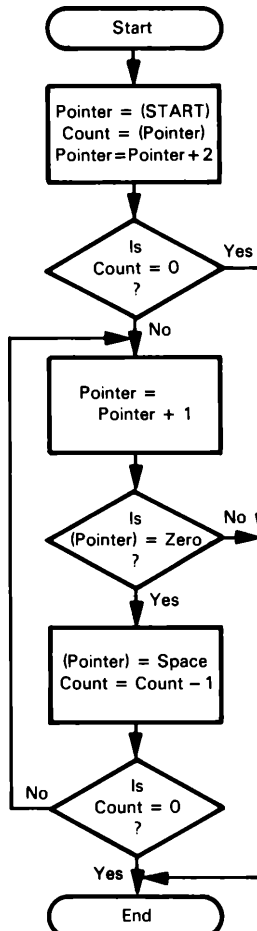 Start
Pointer = (START)
Count = (Pointer)
Pointer=Pointer+2
Is
Count = 0
?
Yes
No
Pointer =
Pointer + 1
Is
(Pointer) = Zero
?
No
Yes
(Pointer) = Space
Count = Count − 1
Is
Count = 0
?
No
Yes
End